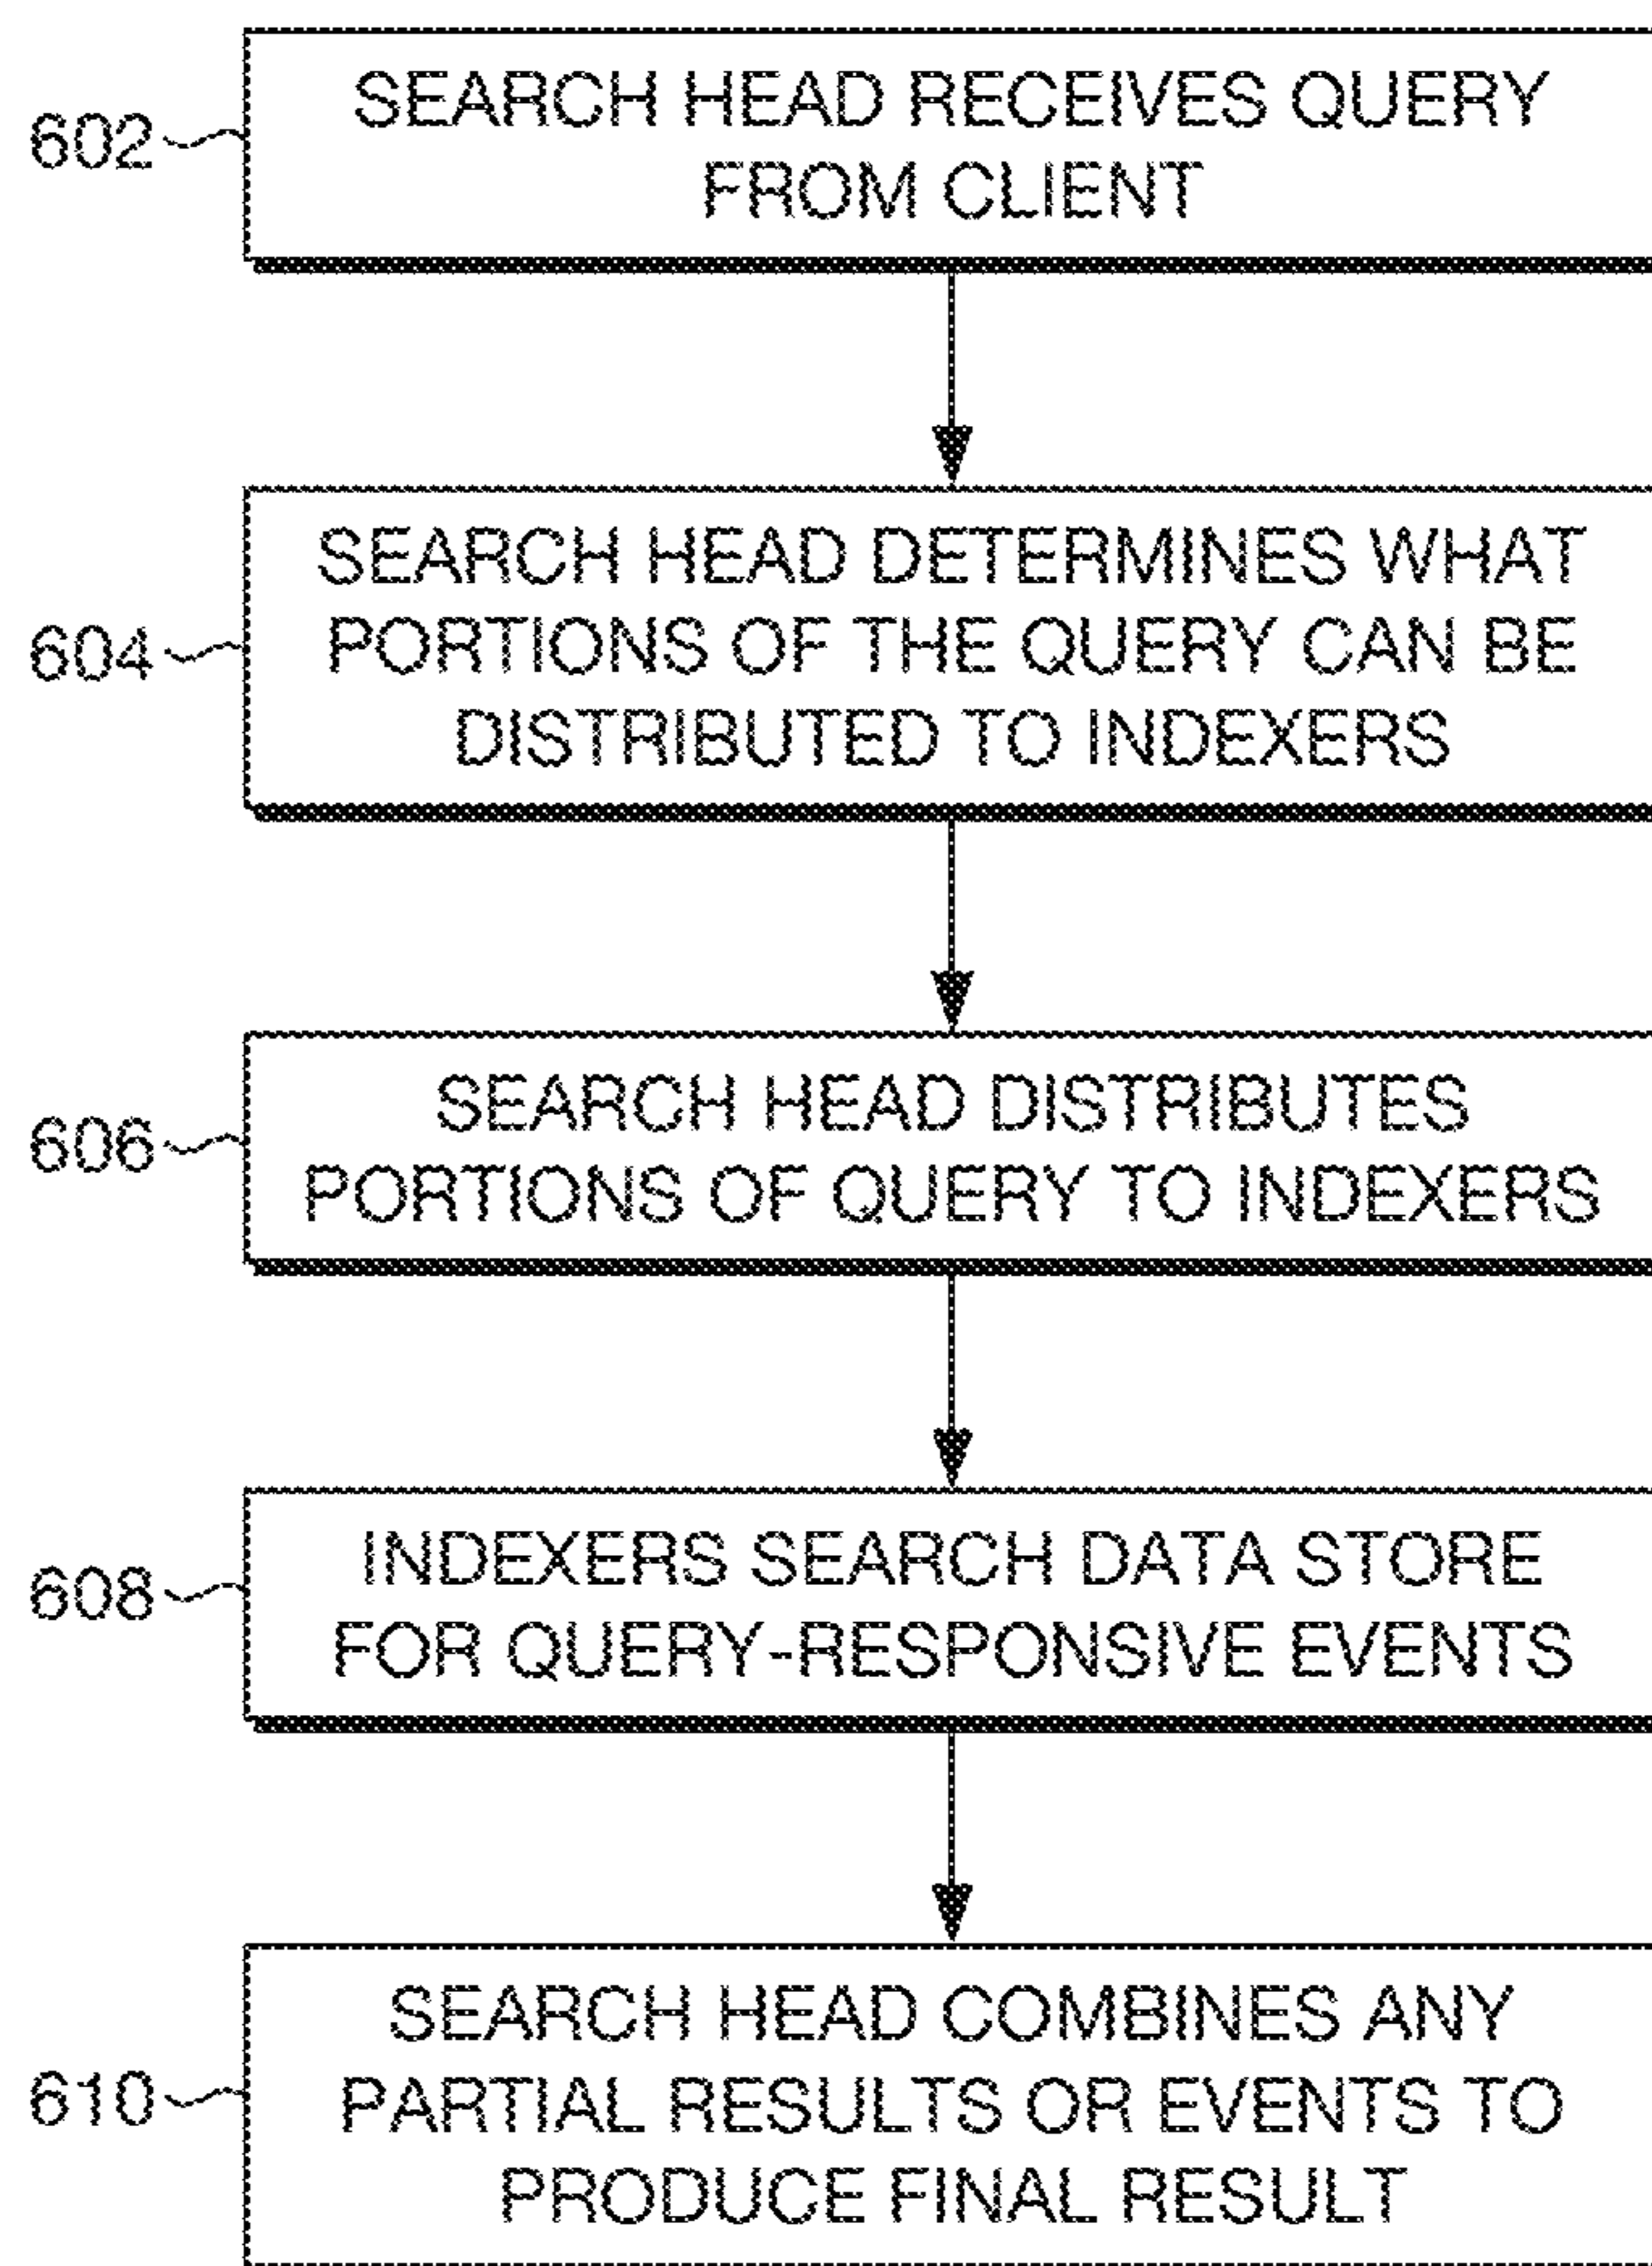 602
SEARCH HEAD RECEIVES QUERY
FROM CLIENT
604
SEARCH HEAD DETERMINES WHAT
PORTIONS OF THE QUERY CAN BE
DISTRIBUTED TO INDEXERS
606
SEARCH HEAD DISTRIBUTES
PORTIONS OF QUERY TO INDEXERS
608
INDEXERS SEARCH DATA STORE
FOR QUERY-RESPONSIVE EVENTS
610
SEARCH HEAD COMBINES ANY
PARTIAL RESULTS OR EVENTS TO
PRODUCE FINAL RESULT